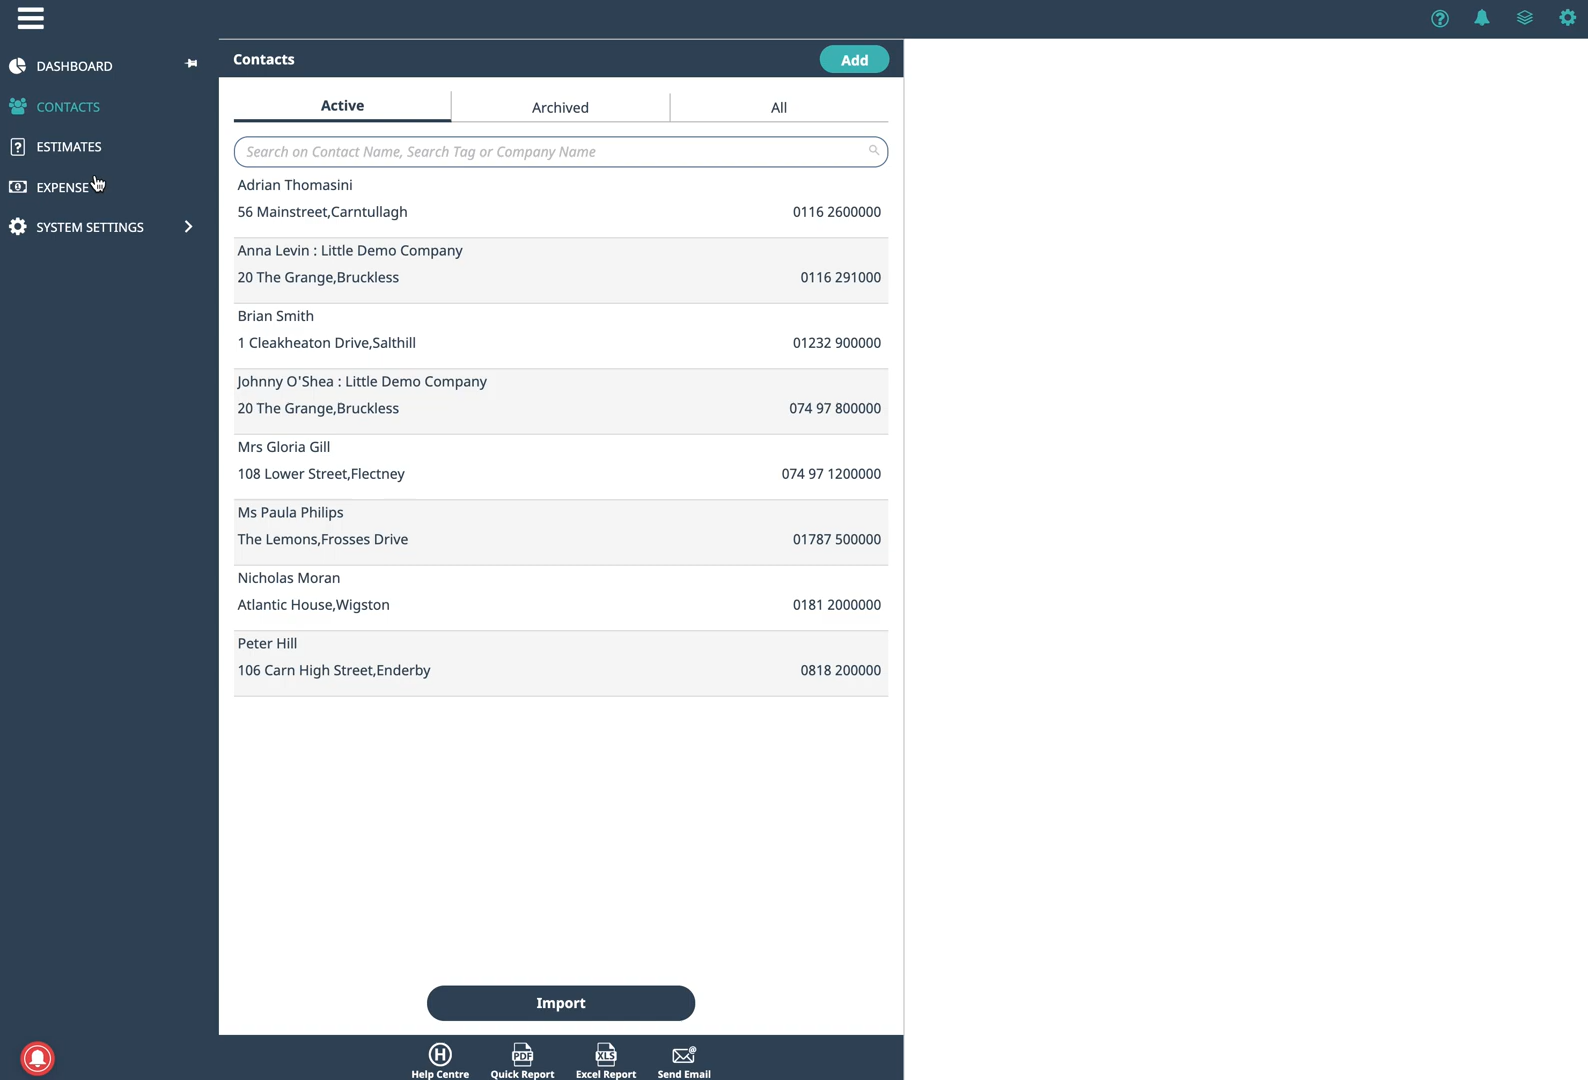 DASHBOARD
CONTACTS
ESTIMATES
EXPENSE
SYSTEM SETTINGS
Contacts
Add
Active
Archived
All
Search on Contact Name, Search Tag or Company Name
Adrian Thomasini
56 Mainstreet,Carntullagh 0116 2600000
Anna Levin : Little Demo Company
20 The Grange,Bruckless 0116 291000
Brian Smith
1 Cleakheaton Drive,Salthill 01232 900000
Johnny O'Shea : Little Demo Company
20 The Grange,Bruckless 074 97 800000
Mrs Gloria Gill
108 Lower Street,Flectney 074 97 1200000
Ms Paula Philips
The Lemons,Frosses Drive 01787 500000
Nicholas Moran
Atlantic House,Wigston 0181 2000000
Peter Hill
106 Carn High Street,Enderby 0818 200000
Import
H
Help Centre
PDF
Quick Report
XLS
Excel Report
Send Email